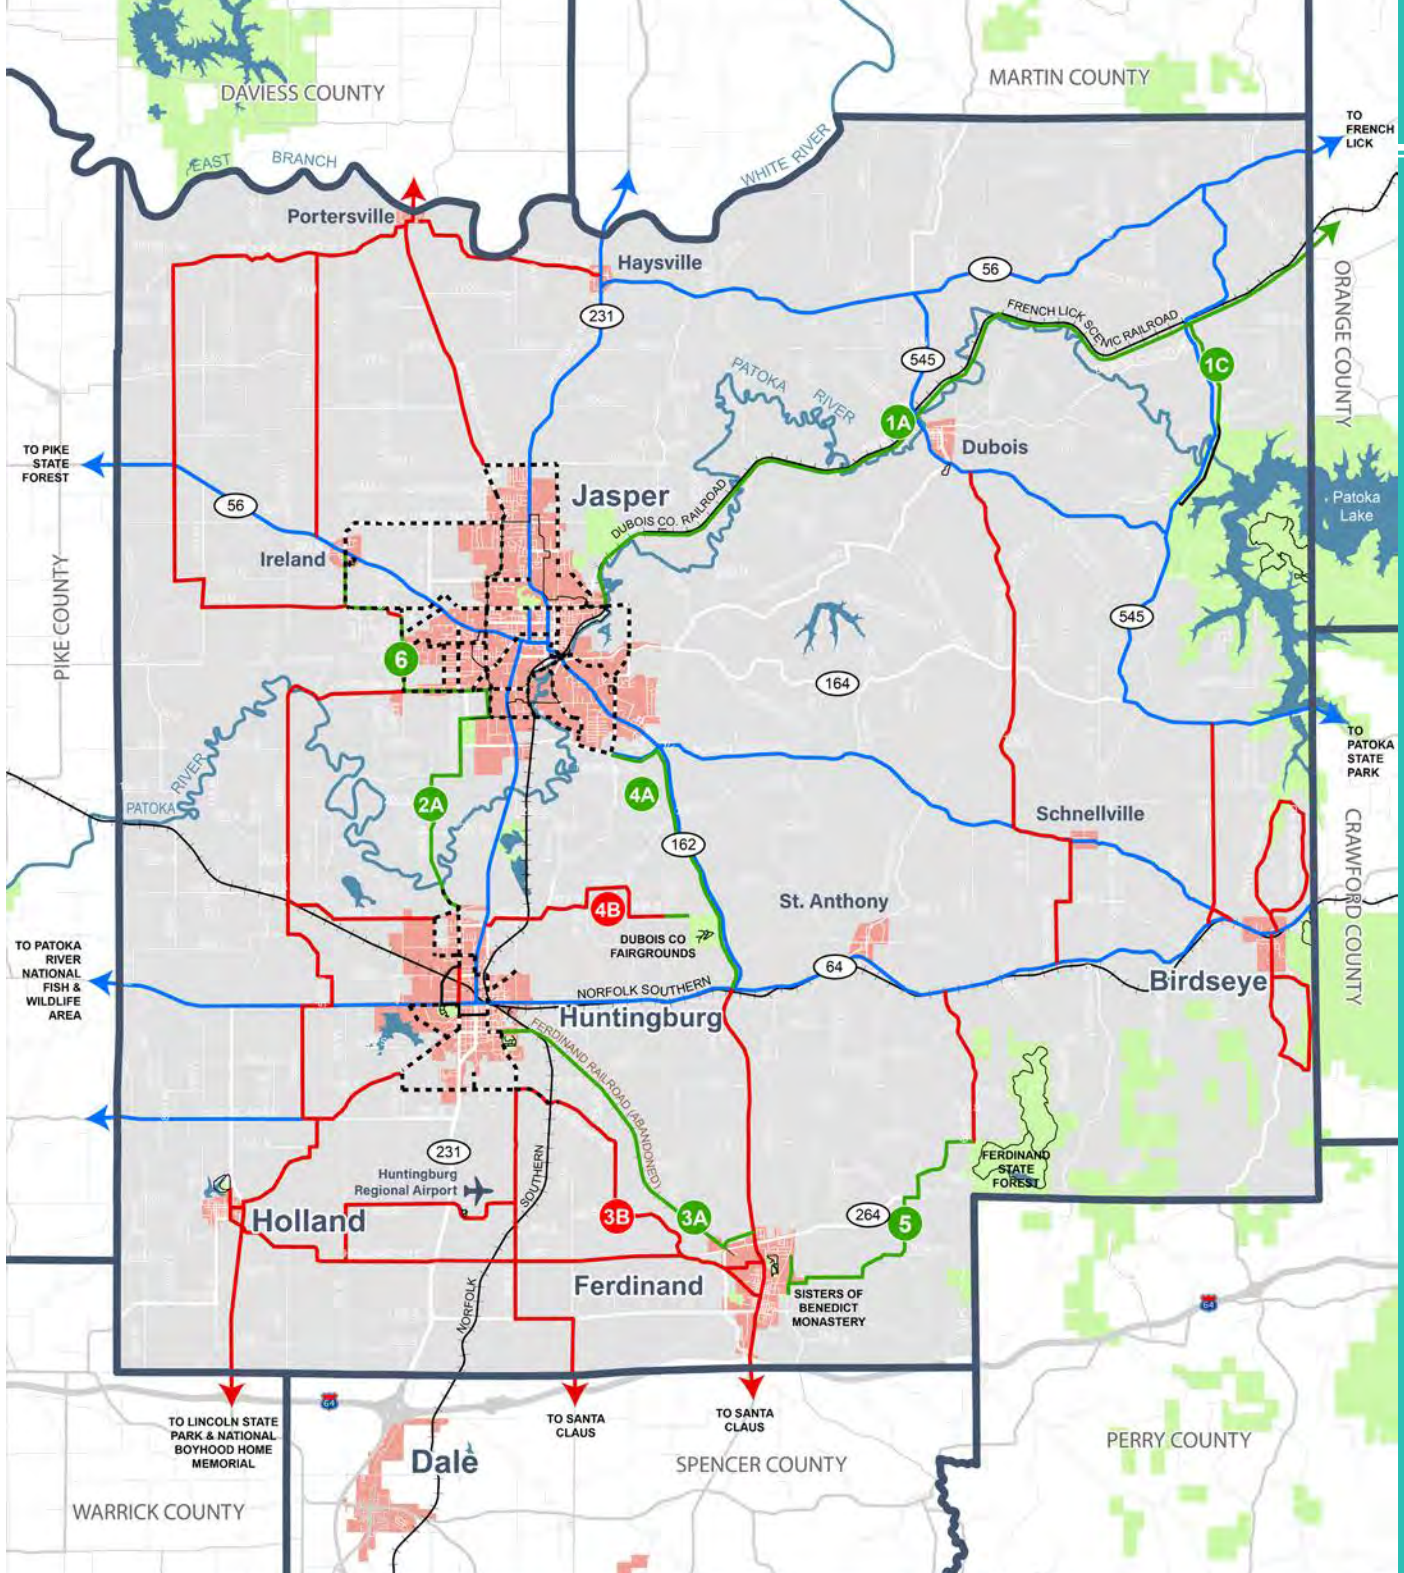 DAVIESS COUNTY
MARTIN COUNTY
TO
FRENCH
LICK
EAST BRANCH
WHITE RIVER
Portersville
Haysville
56
231
FRENCH LICK SCENIC RAILROAD
ORANGE COUNTY
545
1C
PATOKA RIVER
1A
Dubois
TO PIKE
STATE
FOREST
56
Jasper
DUBOIS CO. RAILROAD
Patoka
Lake
Ireland
PIKE COUNTY
545
6
164
TO
PATOKA
STATE
PARK
PATOKA RIVER
2A
4A
Schnellville
162
CRAWFORD COUNTY
4B
St. Anthony
DUBOIS CO
FAIRGROUNDS
TO PATOKA
RIVER
NATIONAL
FISH &
WILDLIFE
AREA
64
NORFOLK SOUTHERN
Birdseye
Huntingburg
FERDINAND RAILROAD (ABANDONED)
231
Huntingburg
Regional Airport
SOUTHERN
FERDINAND
STATE
FOREST
Holland
3B
3A
264
5
Ferdinand
SISTERS OF
BENEDICT
MONASTERY
NORFOLK
64
64
TO LINCOLN STATE
PARK & NATIONAL
BOYHOOD HOME
MEMORIAL
TO SANTA
CLAUS
TO SANTA
CLAUS
Dale
SPENCER COUNTY
PERRY COUNTY
WARRICK COUNTY